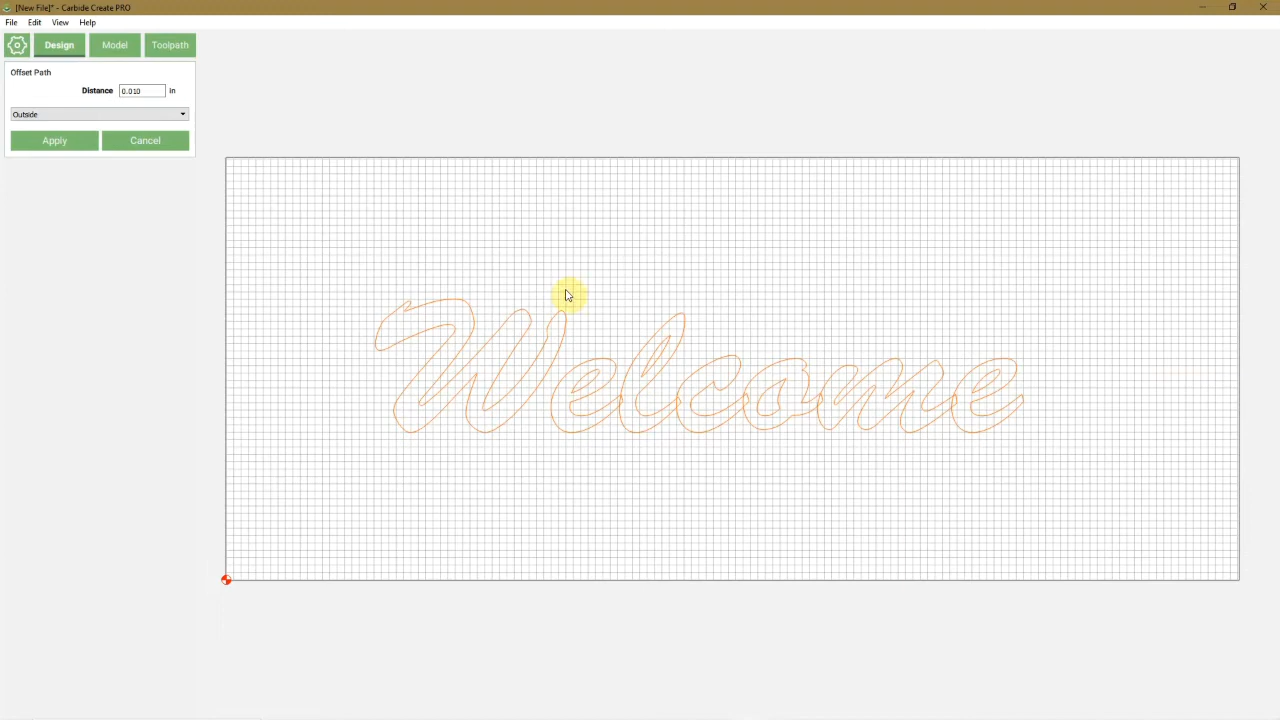 [New File]* - Carbide Create PRO
File Edit View Help
Design Model Toolpath
Offset Path
Distance 0.010 in
Outside
Apply Cancel
Welcome